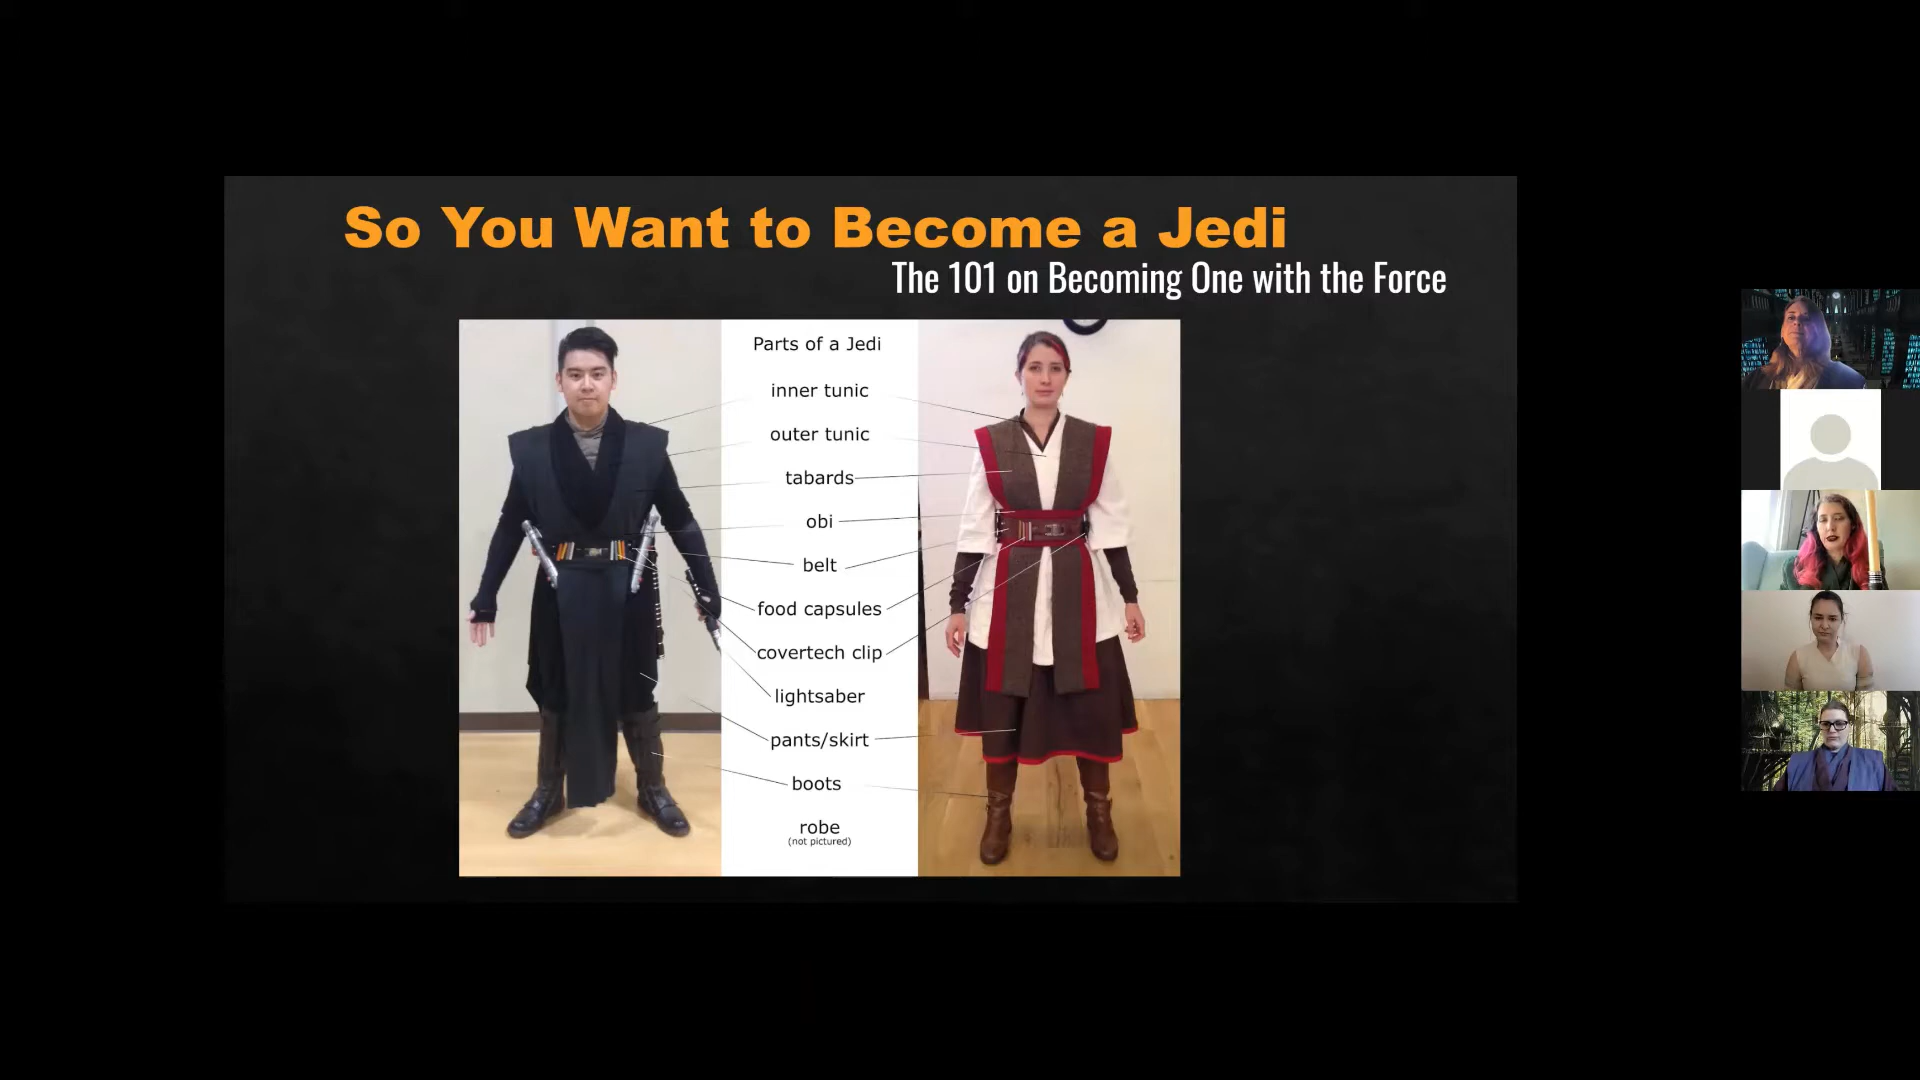 So You Want to Become a Jedi
The 101 on Becoming One with the Force
Parts of a Jedi
inner tunic
outer tunic
tabards
obi
belt
food capsules
covertech clip
lightsaber
pants/skirt
boots
robe
(not pictured)